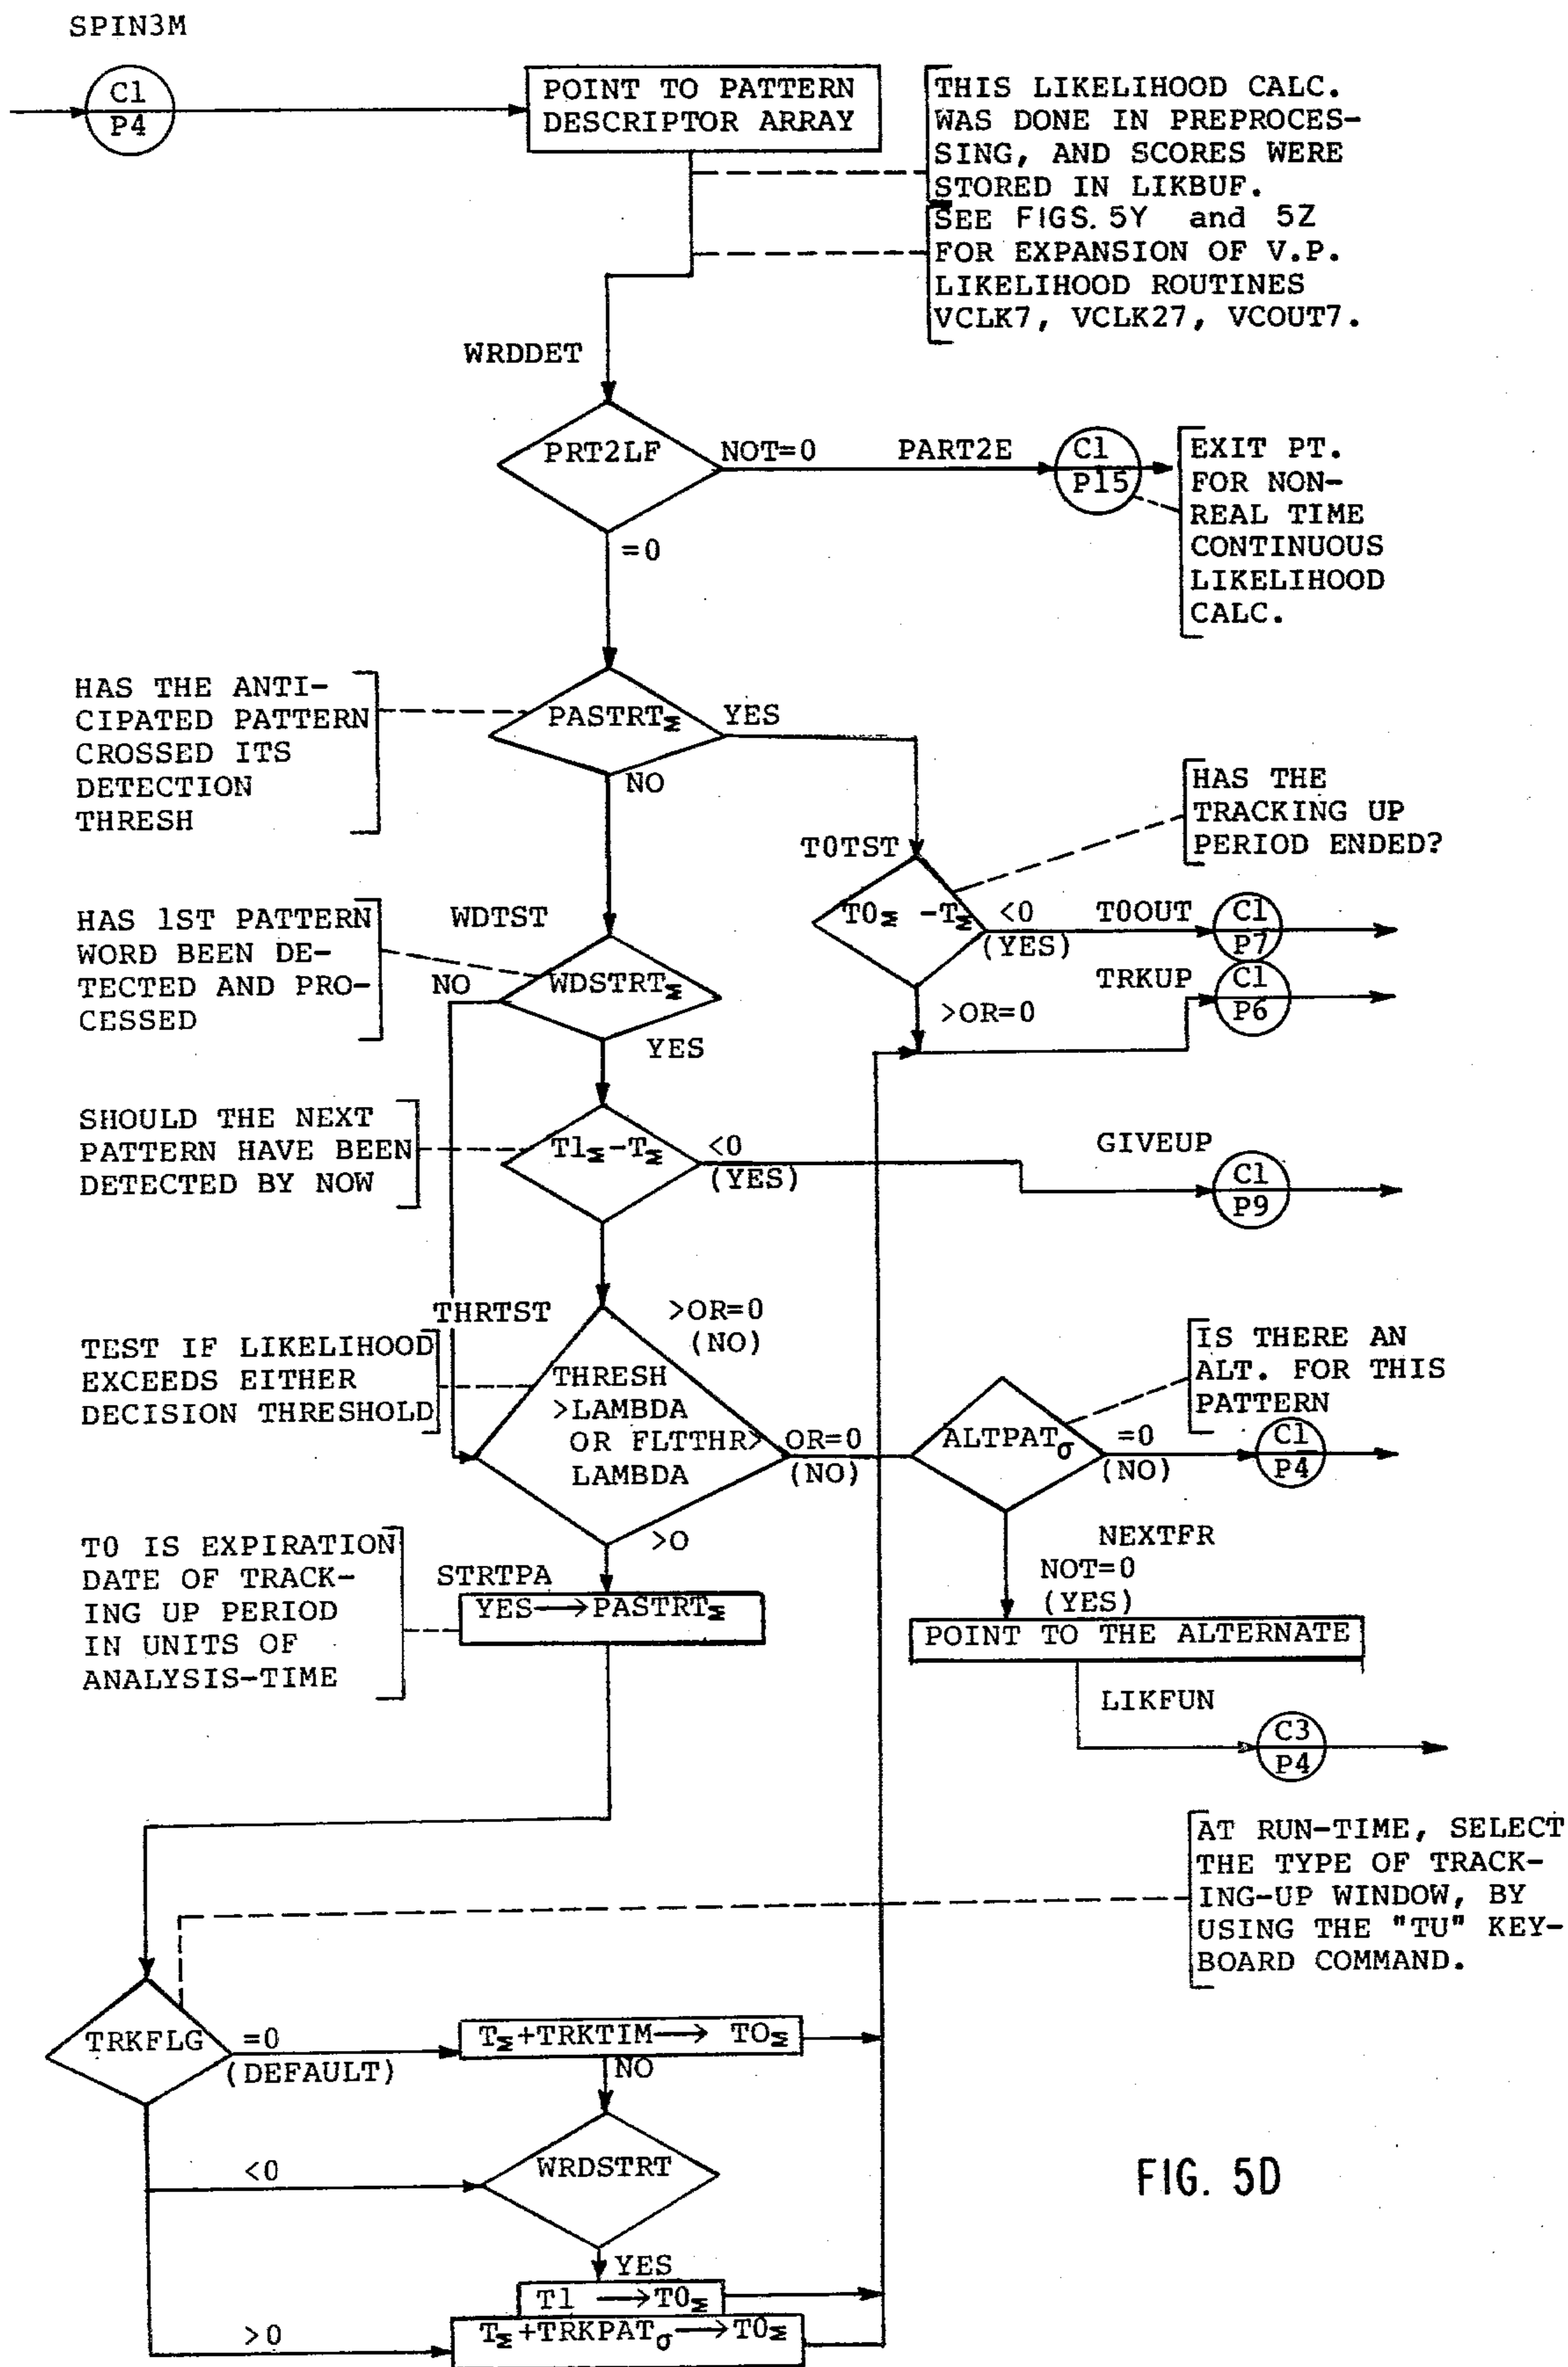 SPIN3M
C1
P4
POINT TO PATTERN
DESCRIPTOR ARRAY
THIS LIKELIHOOD CALC.
WAS DONE IN PREPROCES-
SING, AND SCORES WERE
STORED IN LIKBUF.
SEE FIGS. 5Y and 5Z
FOR EXPANSION OF V.P.
LIKELIHOOD ROUTINES
VCLK7, VCLK27, VCOUT7.
WRDDET
PRT2LF
NOT=0
PART2E
C1
P15
EXIT PT.
FOR NON-
REAL TIME
CONTINUOUS
LIKELIHOOD
CALC.
=0
HAS THE ANTI-
CIPATED PATTERN
CROSSED ITS
DETECTION
THRESH
PASTRTΣ
YES
NO
HAS THE
TRACKING UP
PERIOD ENDED?
T0TST
T0Σ -TΣ
<0
(YES)
T0OUT
C1
P7
>OR=0
TRKUP
C1
P6
HAS 1ST PATTERN
WORD BEEN DE-
TECTED AND PRO-
CESSED
WDTST
NO
WDSTRTΣ
YES
SHOULD THE NEXT
PATTERN HAVE BEEN
DETECTED BY NOW
T1Σ-TΣ
<0
(YES)
GIVEUP
C1
P9
THRTST
>OR=0
(NO)
TEST IF LIKELIHOOD
EXCEEDS EITHER
DECISION THRESHOLD
THRESH
>LAMBDA
OR FLTTHR>
LAMBDA
OR=0
(NO)
IS THERE AN
ALT. FOR THIS
PATTERN
ALTPATσ
=0
(NO)
C1
P4
>O
NEXTFR
NOT=0
(YES)
T0 IS EXPIRATION
DATE OF TRACK-
ING UP PERIOD
IN UNITS OF
ANALYSIS-TIME
STRTPA
YES→PASTRTΣ
POINT TO THE ALTERNATE
LIKFUN
C3
P4
AT RUN-TIME, SELECT
THE TYPE OF TRACK-
ING-UP WINDOW, BY
USING THE "TU" KEY-
BOARD COMMAND.
TRKFLG
=0
(DEFAULT)
TΣ+TRKTIM→ TOΣ
NO
<0
WRDSTRT
YES
T1 →T0Σ
>0
TΣ+TRKPATσ→T0Σ
FIG. 5D